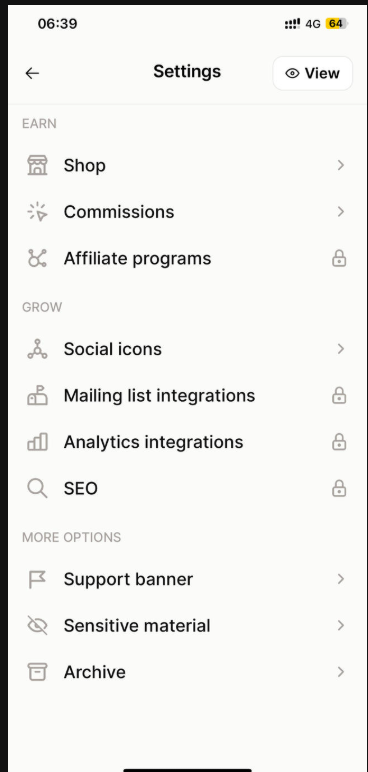 06:39
4G 64
Settings
View
EARN
Shop
Commissions
Affiliate programs
GROW
Social icons
Mailing list integrations
Analytics integrations
SEO
MORE OPTIONS
Support banner
Sensitive material
Archive